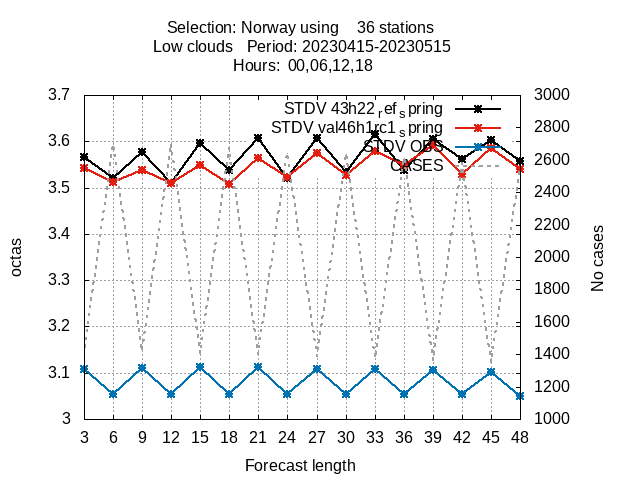 Selection: Norway using 36 stations
Low clouds Period: 20230415-20230515
Hours: 00,06,12,18
3.7
3.6
3.5
3.4
3.3
3.2
3.1
3
octas
STDV 43h22ref spring
STDV val46h1rc1spring
STDV OBS
CASES
3000
2800
2600
2400
2200
2000
1800
1600
1400
1200
1000
No cases
3 6 9 12 15 18 21 24 27 30 33 36 39 42 45 48
Forecast length